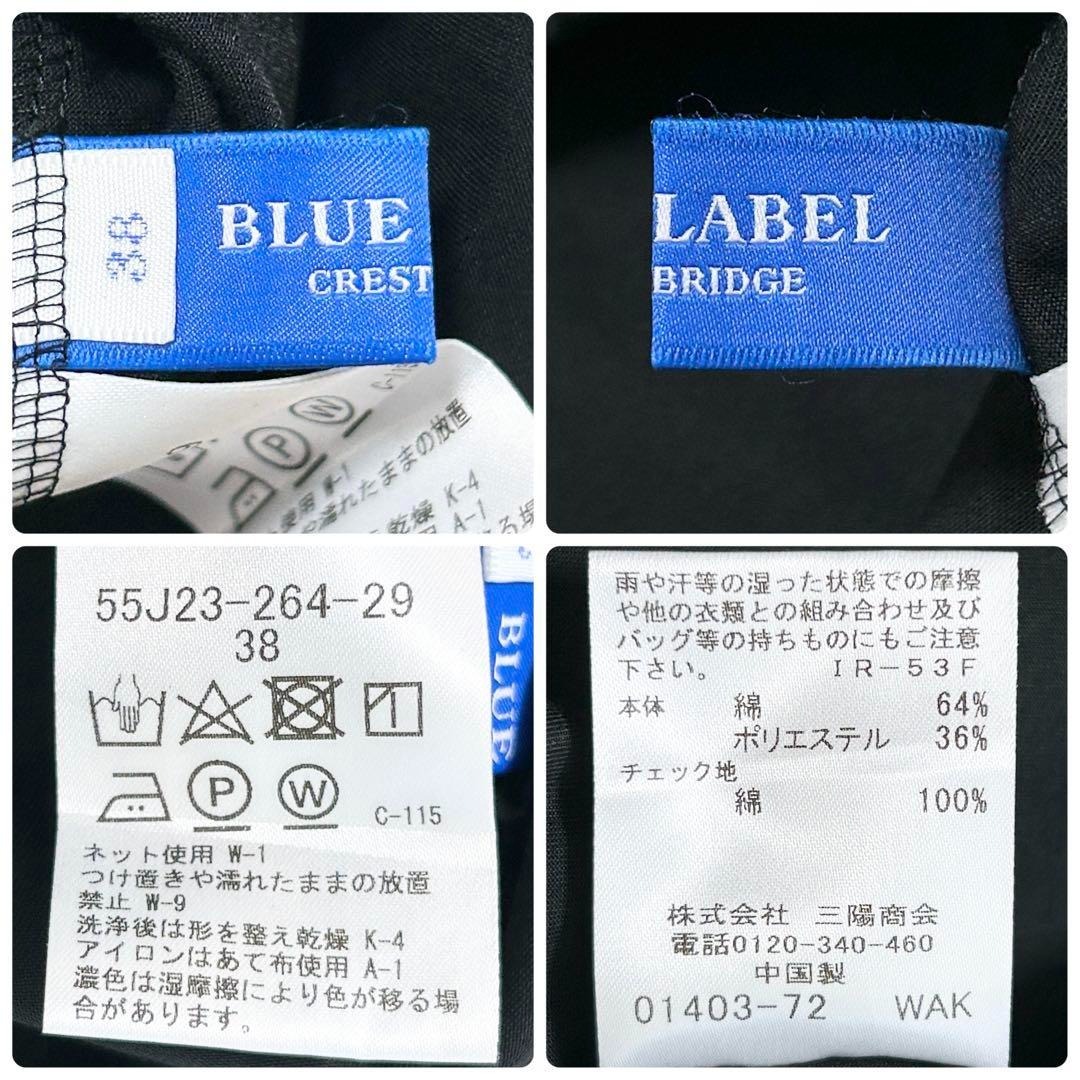 38
BLUE
CREST
W
P
C-115
ままの放置
使用 W-1
や濡れたままの放置
乾燥 K-4
用 A-1
移る場
LABEL
BRIDGE
55J23-264-29
38
P
W
C-115
ネット使用 W-1
つけ置きや濡れたままの放置
禁止 W-9
洗浄後は形を整え乾燥 K-4
アイロンはあて布使用 A-1
濃色は湿摩擦により色が移る場
合があります。
BLUE
雨や汗等の湿った状態での摩擦
や他の衣類との組み合わせ及び
バッグ等の持ちものにもご注意
下さい。 IR-53F
本体 綿 64%
ポリエステル 36%
チェック地
綿 100%
株式会社 三陽商会
電話0120-340-460
中国製
01403-72 WAK